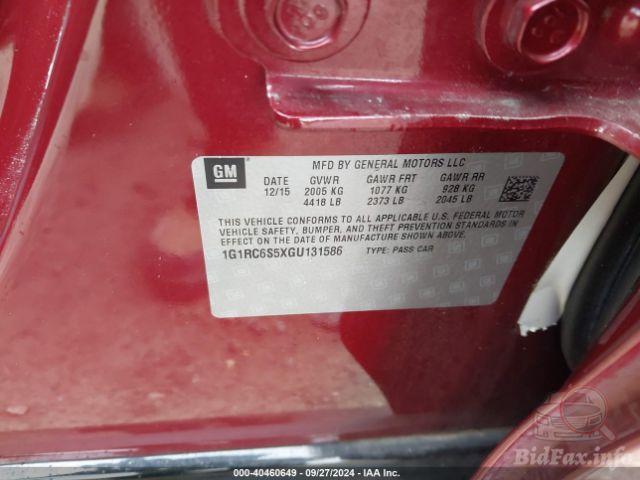 GM
MFD BY GENERAL MOTORS LLC
DATE GVWR GAWR FRT GAWR RR
12/15 2005 KG 1077 KG 928 KG
4418 LB 2373 LB 2045 LB
THIS VEHICLE CONFORMS TO ALL APPLICABLE U.S. FEDERAL MOTOR
VEHICLE SAFETY, BUMPER, AND THEFT PREVENTION STANDARDS IN
EFFECT ON THE DATE OF MANUFACTURE SHOWN ABOVE.
1G1RC6S5XGU131586 TYPE: PASS CAR
BidFax.info
000-40460649 - 09/27/2024 - IAA Inc.